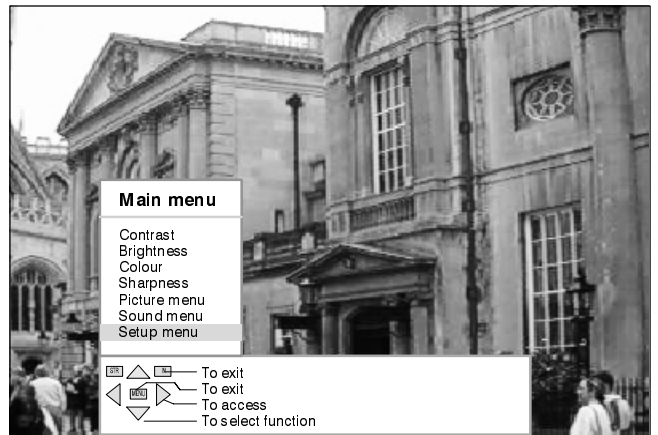 Main menu
Contrast
Brightness
Colour
Sharpness
Picture menu
Sound menu
Setup menu
STR N To exit
MENU To exit
To access
To select function